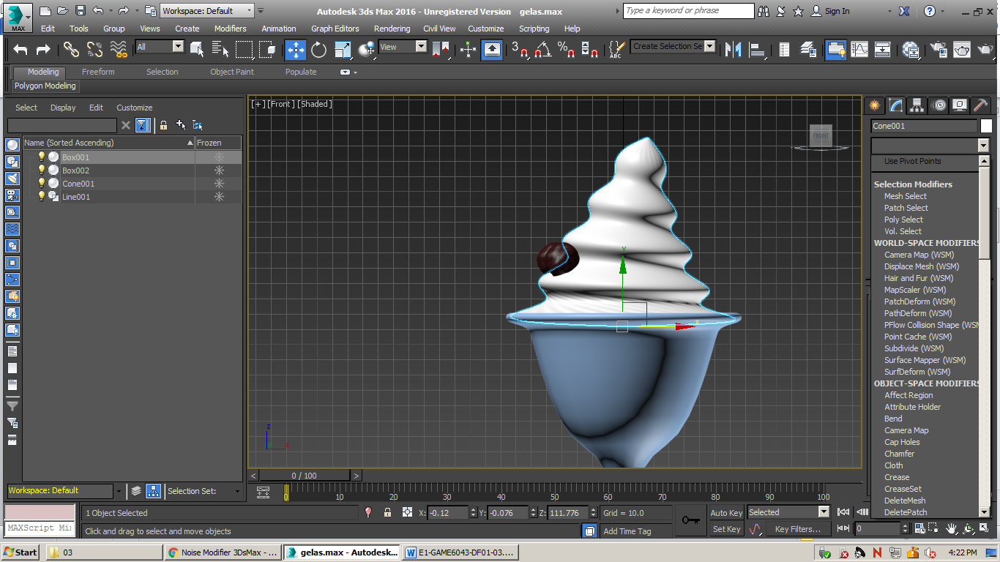 Workspace: Default
Autodesk 3ds Max 2016 - Unregistered Version gelas.max
Type a keyword or phrase
Sign In
MAX
Edit Tools Group Views Create Modifiers Animation Graph Editors Rendering Civil View Customize Scripting Help
All
View
3
ABC
Create Selection Se
Modeling Freeform Selection Object Paint Populate
Polygon Modeling
Select Display Edit Customize
Name (Sorted Ascending) Frozen
Box001
Box002
Cone001
Line001
[+] [Front] [Shaded]
FRONT
y
x
z
x
Cone001
Use Pivot Points
Selection Modifiers
Mesh Select
Patch Select
Poly Select
Vol. Select
WORLD-SPACE MODIFIERS
Camera Map (WSM)
Displace Mesh (WSM)
Hair and Fur (WSM)
MapScaler (WSM)
PatchDeform (WSM)
PathDeform (WSM)
PFlow Collision Shape (WSM
Point Cache (WSM)
Subdivide (WSM)
Surface Mapper (WSM)
SurfDeform (WSM)
OBJECT-SPACE MODIFIERS
Affect Region
Attribute Holder
Bend
Camera Map
Cap Holes
Chamfer
Cloth
Crease
CreaseSet
DeleteMesh
DeletePatch
0 / 100
Workspace: Default
Selection Set:
0 10 20 30 40 50 60 70 80 90 100
1 Object Selected
X: -0.12 Y: -0.076 Z: 111.776 Grid = 10.0
Auto Key Selected
MAXScript Mi
Click and drag to select and move objects
Add Time Tag
Set Key Key Filters...
0
Start
03
Noise Modifier 3DsMax - ...
gelas.max - Autodesk...
E1-GAME6043-DF01-03....
4:22 PM